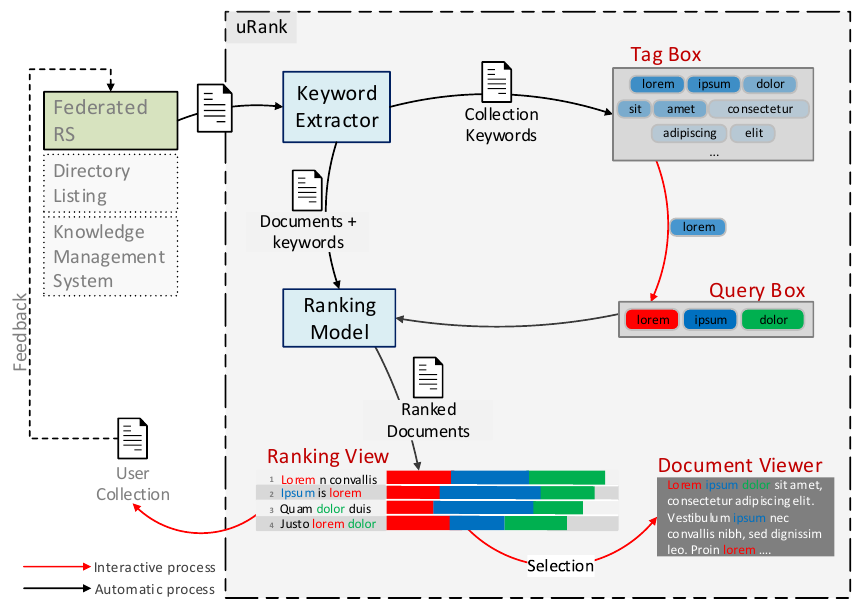 uRank
Federated
RS
Directory
Listing
Knowledge
Management
System
Feedback
User
Collection
Keyword
Extractor
Collection
Keywords
Tag Box
lorem ipsum dolor
sit amet consectetur
adipiscing elit
...
lorem
Documents +
keywords
Query Box
lorem ipsum dolor
Ranking
Model
Ranked
Documents
Ranking View
1 Lorem n convallis
2 Ipsum is lorem
3 Quam dolor duis
4 Justo lorem dolor
Document Viewer
Lorem ipsum dolor sit amet,
consectetur adipiscing elit.
Vestibulum ipsum nec
convallis nibh, sed dignissim
leo. Proin lorem ....
Selection
Interactive process
Automatic process